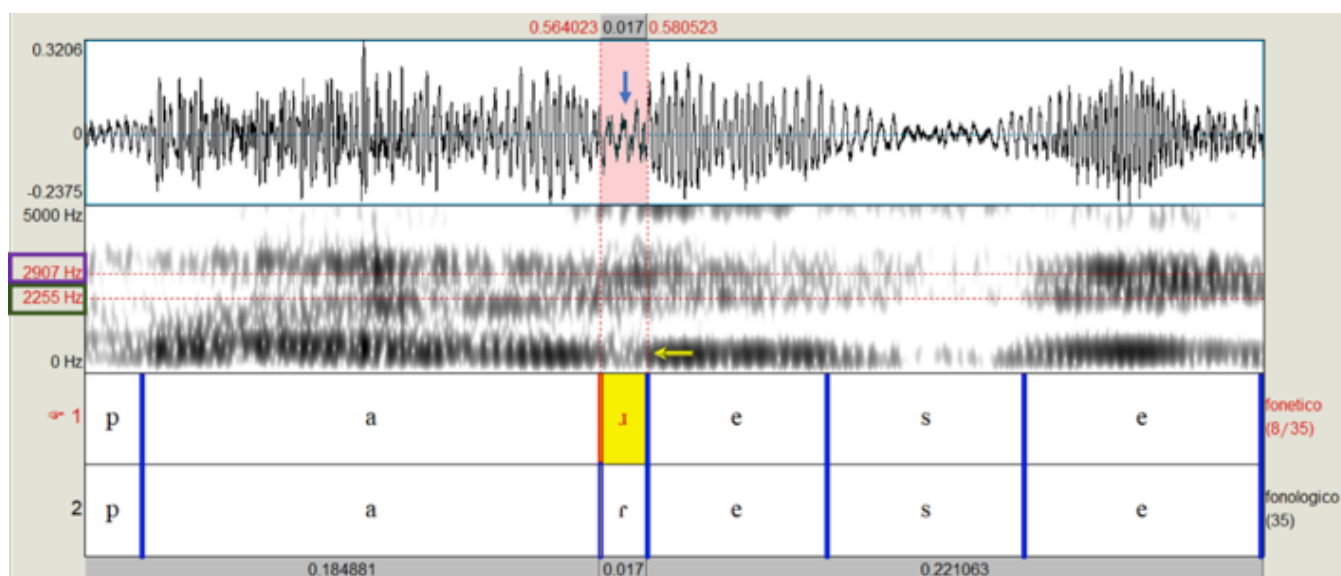 0.564023 0.017 0.580523
0.3206
0
-0.2375
5000 Hz
2907 Hz
2255 Hz
0 Hz
☞ 1 p a ɹ e s e fonetico
(8/35)
2 p a ɾ e s e fonologico
(35)
0.184881 0.017 0.221063